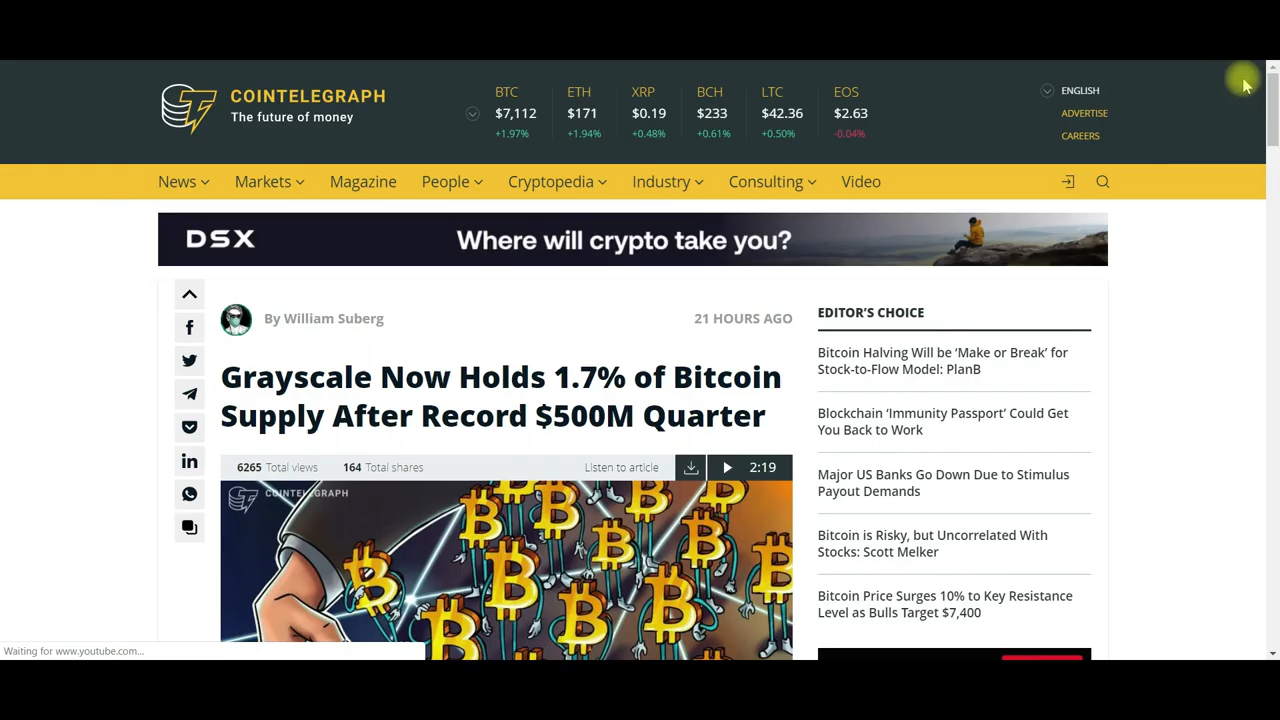 COINTELEGRAPH
The future of money
BTC
$7,112
+1.97%
ETH
$171
+1.94%
XRP
$0.19
+0.48%
BCH
$233
+0.61%
LTC
$42.36
+0.50%
EOS
$2.63
-0.04%
ENGLISH
ADVERTISE
CAREERS
News Markets Magazine People Cryptopedia Industry Consulting Video
DSX Where will crypto take you?
By William Suberg 21 HOURS AGO
Grayscale Now Holds 1.7% of Bitcoin
Supply After Record $500M Quarter
6265 Total views 164 Total shares Listen to article 2:19
COINTELEGRAPH
EDITOR'S CHOICE
Bitcoin Halving Will be ‘Make or Break’ for
Stock-to-Flow Model: PlanB
Blockchain ‘Immunity Passport’ Could Get
You Back to Work
Major US Banks Go Down Due to Stimulus
Payout Demands
Bitcoin is Risky, but Uncorrelated With
Stocks: Scott Melker
Bitcoin Price Surges 10% to Key Resistance
Level as Bulls Target $7,400
Waiting for www.youtube.com...